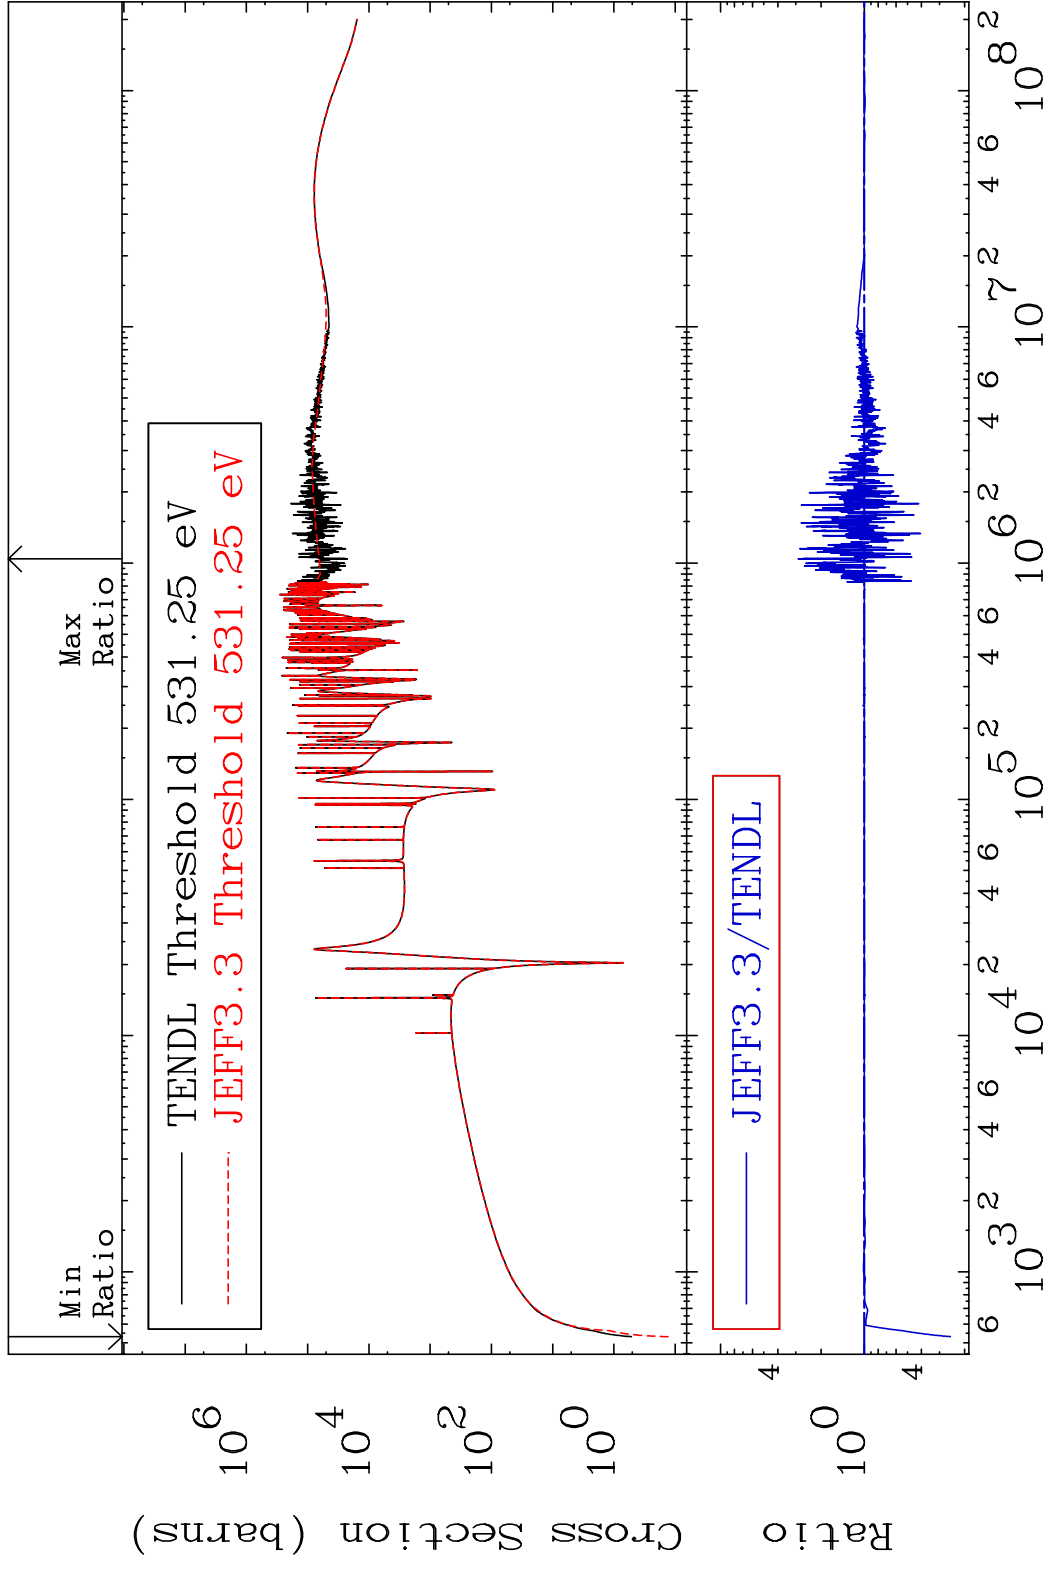 Min
Ratio
Max
Ratio
TENDL Threshold 531.25 eV
JEFF3.3 Threshold 531.25 eV
Cross Section (barns)
10^6
10^4
10^2
10^0
JEFF3.3/TENDL
Ratio
4
10^0
4
6 2 4 6 2 4 6 2 4 6 2 4 6 2 4 6 2
10^3 10^4 10^5 10^6 10^7 10^8